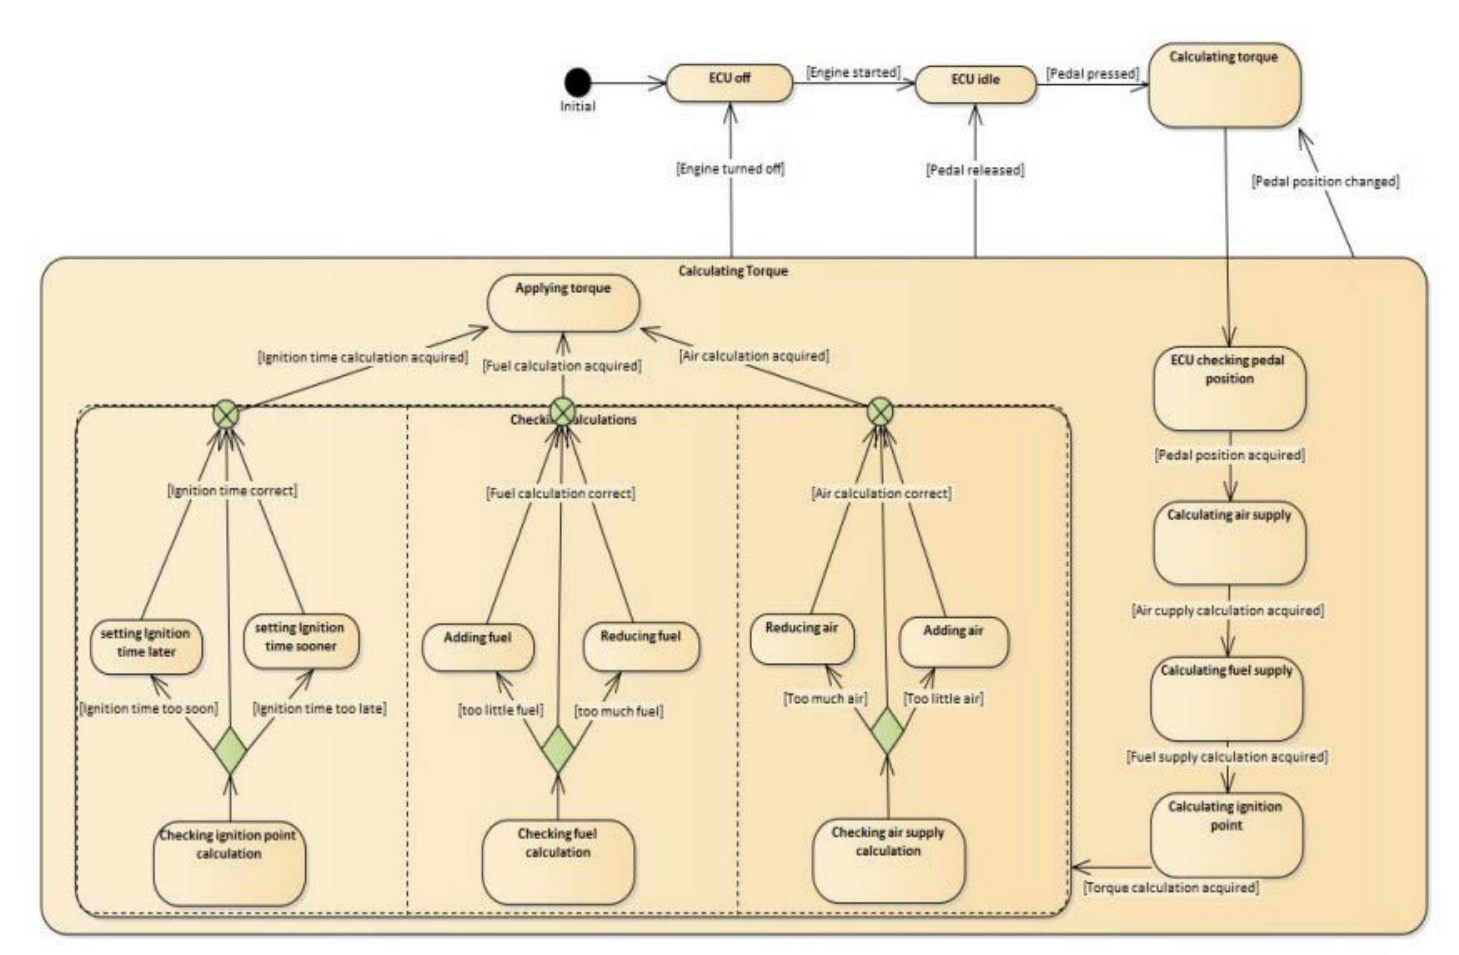 ECU off
[Engine started]
ECU idle
[Pedal pressed]
Calculating torque
Initial
[Engine turned off]
[Pedal released]
[Pedal position changed]
Calculating Torque
Applying torque
[Ignition time calculation acquired]
[Fuel calculation acquired]
[Air calculation acquired]
ECU checking pedal
position
Checking calculations
[Pedal position acquired]
[Ignition time correct]
[Fuel calculation correct]
[Air calculation correct]
Calculating air supply
[Air cupply calculation acquired]
setting Ignition
time later
setting Ignition
time sooner
Adding fuel
Reducing fuel
Reducing air
Adding air
Calculating fuel supply
[Ignition time too soon]
[Ignition time too late]
[too little fuel]
[too much fuel]
[Too much air]
[Too little air]
[Fuel supply calculation acquired]
Calculating ignition
point
Checking ignition point
calculation
Checking fuel
calculation
Checking air supply
calculation
[Torque calculation acquired]